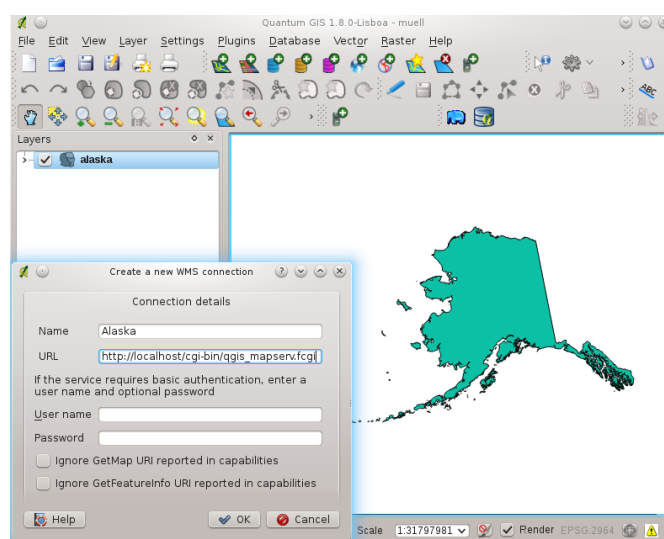 Quantum GIS 1.8.0-Lisboa - muell
File Edit View Layer Settings Plugins Database Vector Raster Help
ABC
Layers
alaska
Create a new WMS connection
Connection details
Name Alaska
URL http://localhost/cgi-bin/qgis_mapserv.fcgi
If the service requires basic authentication, enter a
user name and optional password
User name
Password
Ignore GetMap URI reported in capabilities
Ignore GetFeatureInfo URI reported in capabilities
Help OK Cancel
Scale 1:31797981 Render EPSG:2964